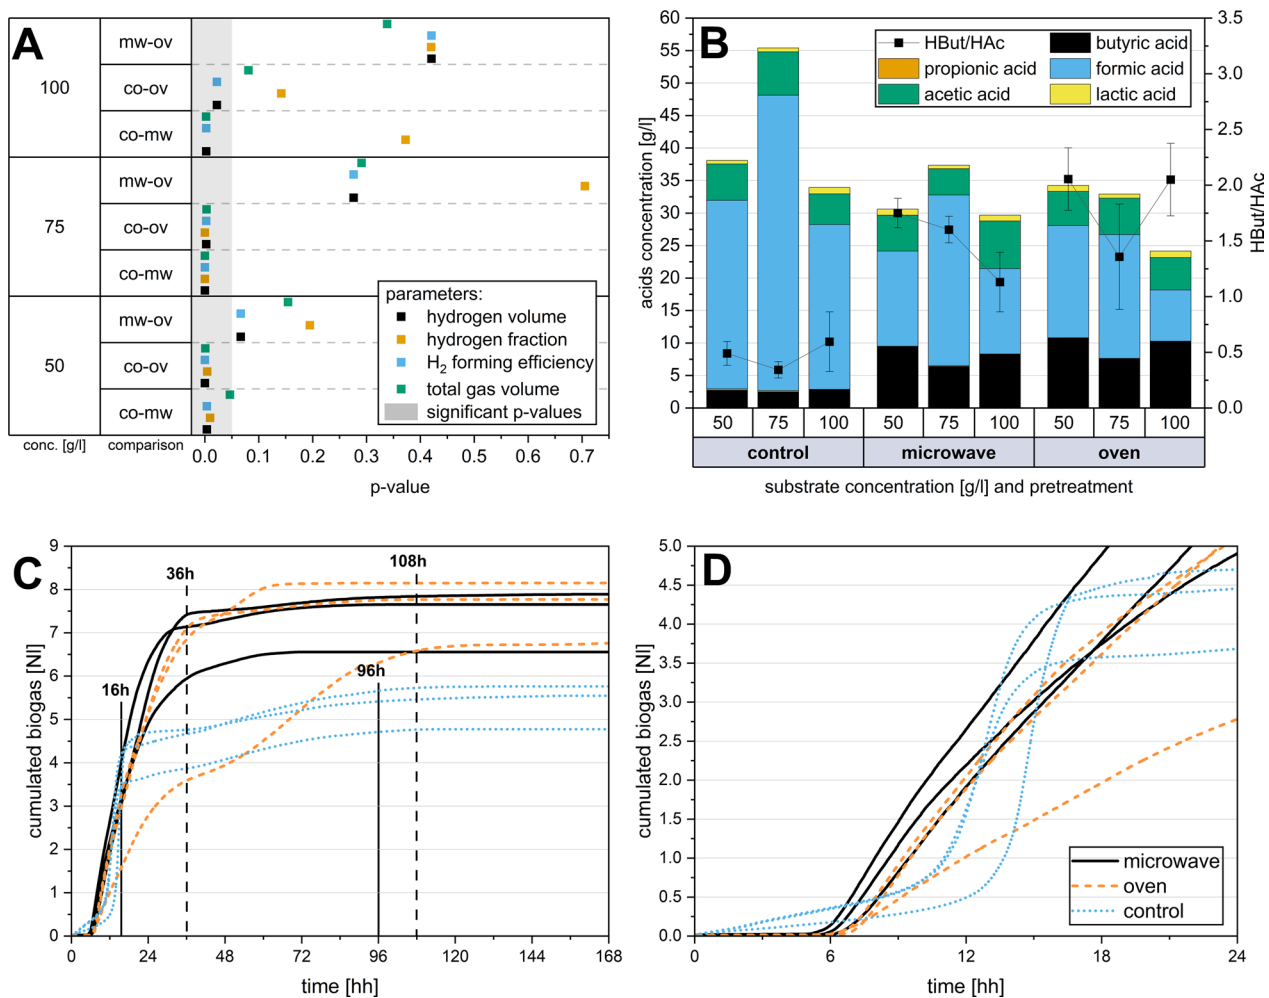 A
100
mw-ov
co-ov
co-mw
75
mw-ov
co-ov
co-mw
50
mw-ov
co-ov
co-mw
conc. [g/l]
comparison
parameters:
hydrogen volume
hydrogen fraction
H2 forming efficiency
total gas volume
significant p-values
0.0 0.1 0.2 0.3 0.4 0.5 0.6 0.7
p-value
B
HBut/HAc
propionic acid
acetic acid
butyric acid
formic acid
lactic acid
acids concentration [g/l]
60
55
50
45
40
35
30
25
20
15
10
5
0
3.5
3.0
2.5
2.0
1.5
1.0
0.5
0.0
HBut/HAc
50 75 100 50 75 100 50 75 100
control microwave oven
substrate concentration [g/l] and pretreatment
C
cumulated biogas [Nl]
9
8
7
6
5
4
3
2
1
0
16h
36h
96h
108h
0 24 48 72 96 120 144 168
time [hh]
D
cumulated biogas [Nl]
5.0
4.5
4.0
3.5
3.0
2.5
2.0
1.5
1.0
0.5
0.0
microwave
oven
control
0 6 12 18 24
time [hh]